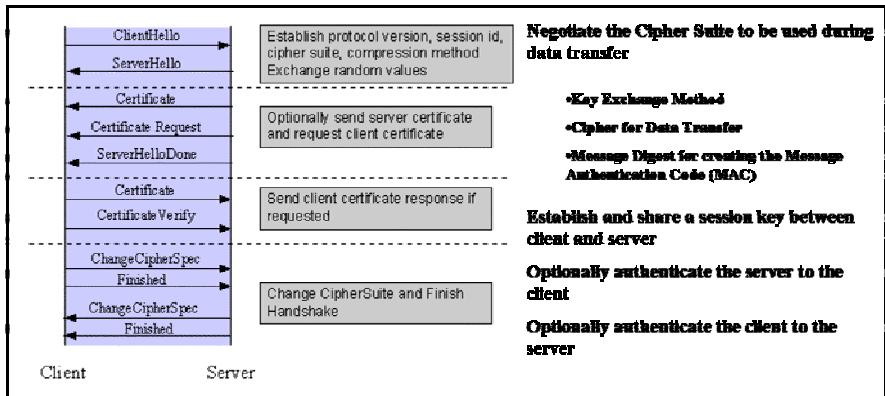 ClientHello
ServerHello
Establish protocol version, session id,
cipher suite, compression method
Exchange random values
Certificate
Certificate Request
ServerHelloDone
Optionally send server certificate
and request client certificate
Certificate
CertificateVerify
Send client certificate response if
requested
ChangeCipherSpec
Finished
ChangeCipherSpec
Finished
Change CipherSuite and Finish
Handshake
Client
Server
Negotiate the Cipher Suite to be used during
data transfer
•Key Exchange Method
•Cipher for Data Transfer
•Message Digest for creating the Message
Authentication Code (MAC)
Establish and share a session key between
client and server
Optionally authenticate the server to the
client
Optionally authenticate the client to the
server